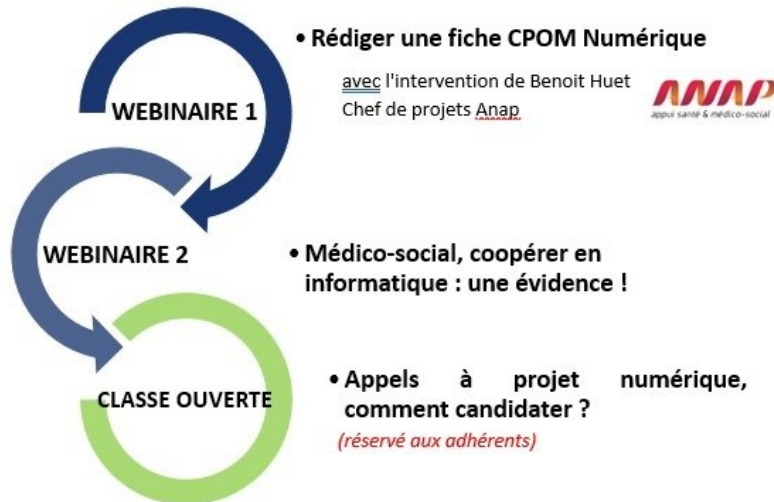 • Rédiger une fiche CPOM Numérique
avec l'intervention de Benoit Huet
Chef de projets Anap
ANAP
appui santé & médico-social
WEBINAIRE 1
WEBINAIRE 2
• Médico-social, coopérer en
informatique : une évidence !
CLASSE OUVERTE
• Appels à projet numérique,
comment candidater ?
(réservé aux adhérents)